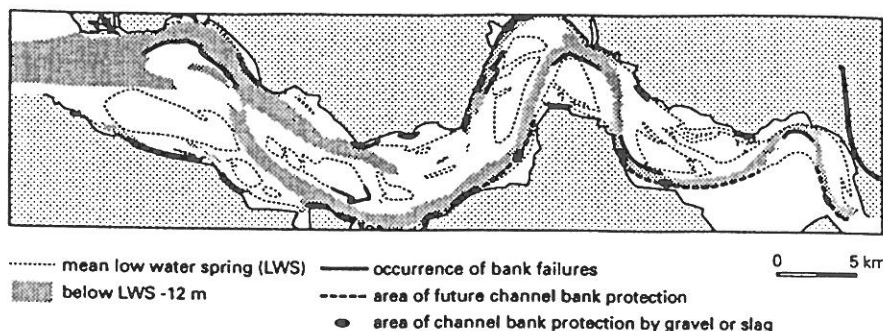 mean low water spring (LWS)
below LWS -12 m
occurrence of bank failures
area of future channel bank protection
area of channel bank protection by gravel or slag
0 5 km